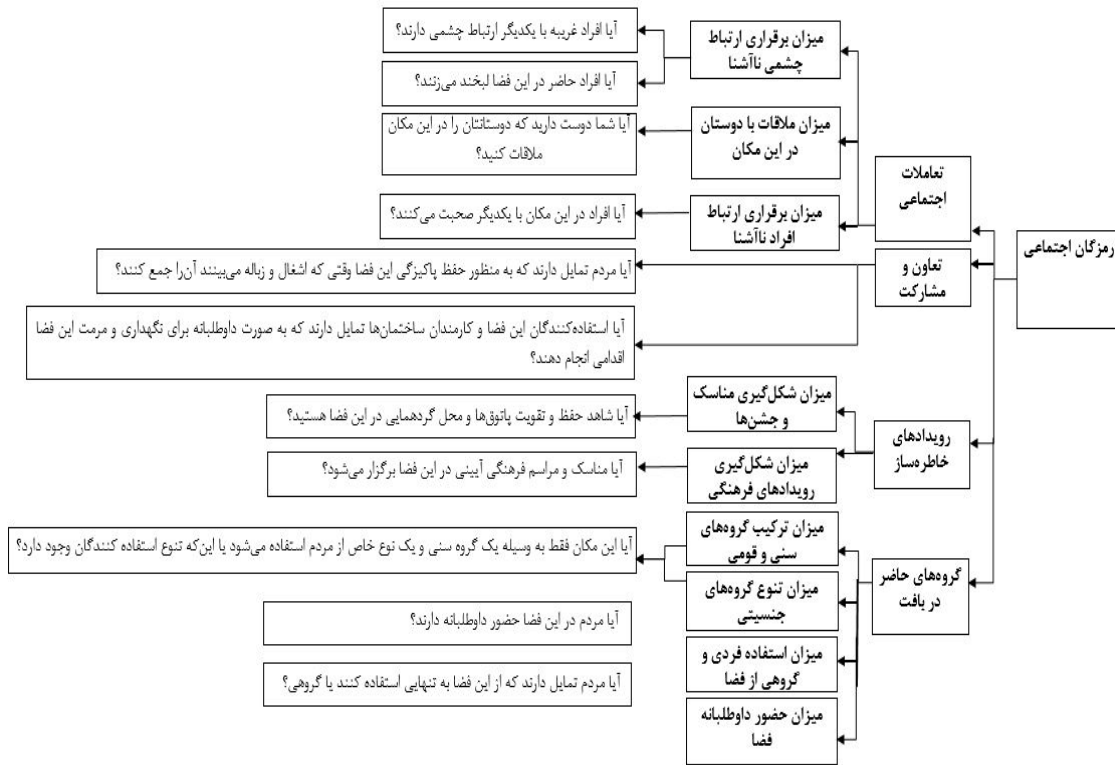 رمزگان اجتماعی
تعاملات
اجتماعی
میزان برقراری ارتباط
چشمی ناآشنا
آیا افراد غریبه با یکدیگر ارتباط چشمی دارند؟
آیا افراد حاضر در این فضا لبخند می‌زنند؟
میزان ملاقات با دوستان
در این مکان
آیا شما دوست دارید که دوستانتان را در این مکان
ملاقات کنید؟
میزان برقراری ارتباط
افراد ناآشنا
آیا افراد در این مکان با یکدیگر صحبت می‌کنند؟
تعاون و
مشارکت
آیا مردم تمایل دارند که به منظور حفظ پاکیزگی این فضا وقتی که اشغال و زباله می‌بینند آن‌را جمع کنند؟
آیا استفاده‌کنندگان این فضا و کارمندان ساختمان‌ها تمایل دارند که به صورت داوطلبانه برای نگهداری و مرمت این فضا
اقدامی انجام دهند؟
رویدادهای
خاطره‌ساز
میزان شکل‌گیری مناسک
و جشن‌ها
آیا شاهد حفظ و تقویت پاتوق‌ها و محل گردهمایی در این فضا هستید؟
میزان شکل‌گیری
رویدادهای فرهنگی
آیا مناسک و مراسم فرهنگی آیینی در این فضا برگزار می‌شود؟
گروه‌های حاضر
در بافت
میزان ترکیب گروه‌های
سنی و قومی
آیا این مکان فقط به وسیله یک گروه سنی و یک نوع خاص از مردم استفاده می‌شود یا این‌که تنوع استفاده کنندگان وجود دارد؟
میزان تنوع گروه‌های
جنسیتی
آیا مردم در این فضا حضور داوطلبانه دارند؟
میزان استفاده فردی و
گروهی از فضا
آیا مردم تمایل دارند که از این فضا به تنهایی استفاده کنند یا گروهی؟
میزان حضور داوطلبانه
فضا